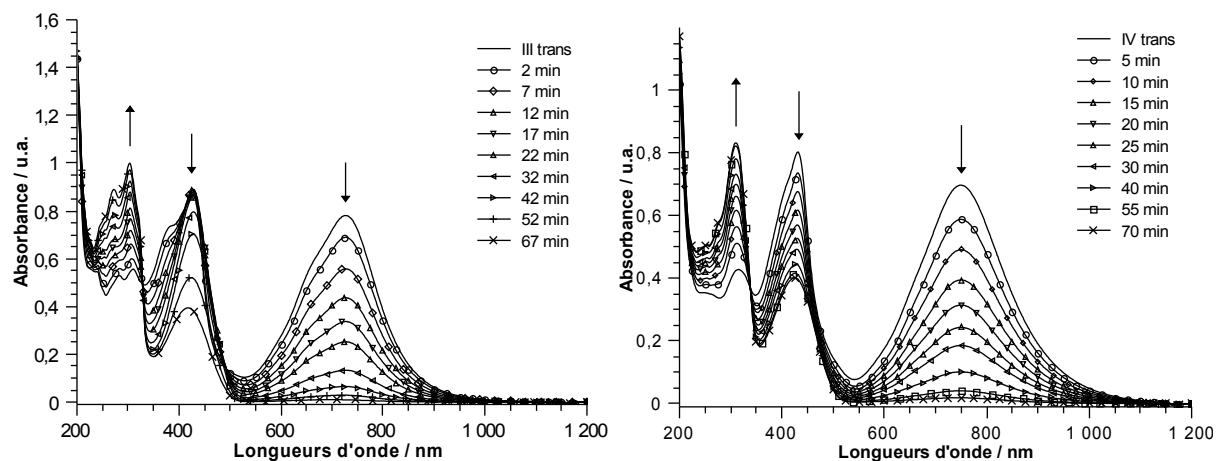 1,6
1,4
1,2
1
0,8
0,6
0,4
0,2
0
Absorbance / u.a.
200
400
600
800
1 000
1 200
Longueurs d'onde / nm
III trans
2 min
7 min
12 min
17 min
22 min
32 min
42 min
52 min
67 min
1
0,8
0,6
0,4
0,2
0
Absorbance / u.a.
200
400
600
800
1 000
1 200
Longueurs d'onde / nm
IV trans
5 min
10 min
15 min
20 min
25 min
30 min
40 min
55 min
70 min